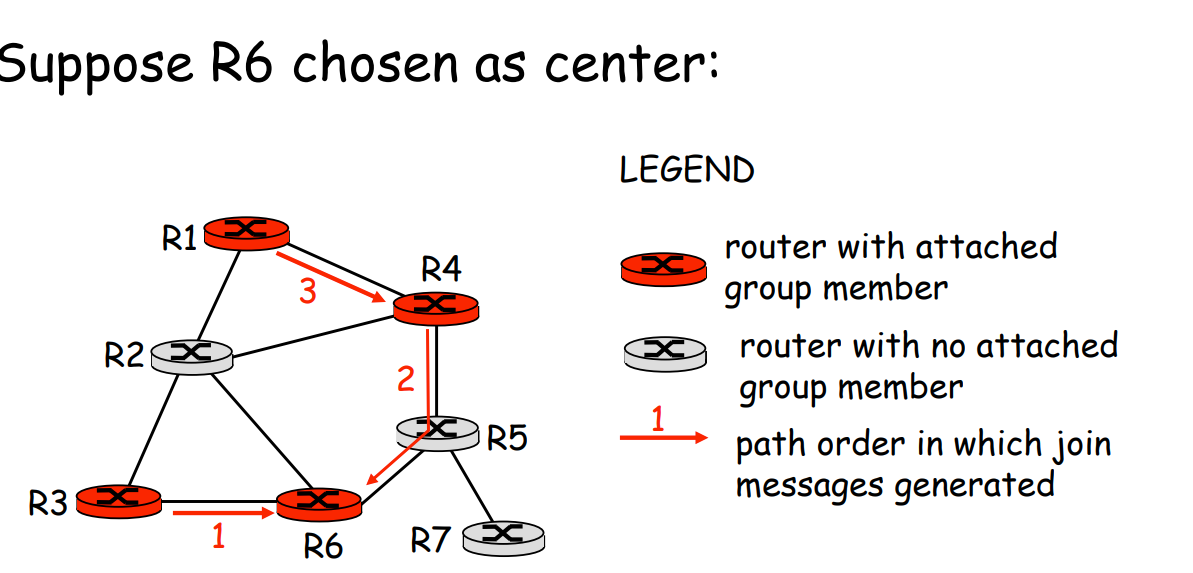 Suppose R6 chosen as center:
LEGEND
R1
R4
3
router with attached
group member
R2
2
router with no attached
group member
R5
1
path order in which join
messages generated
R3
1
R6
R7